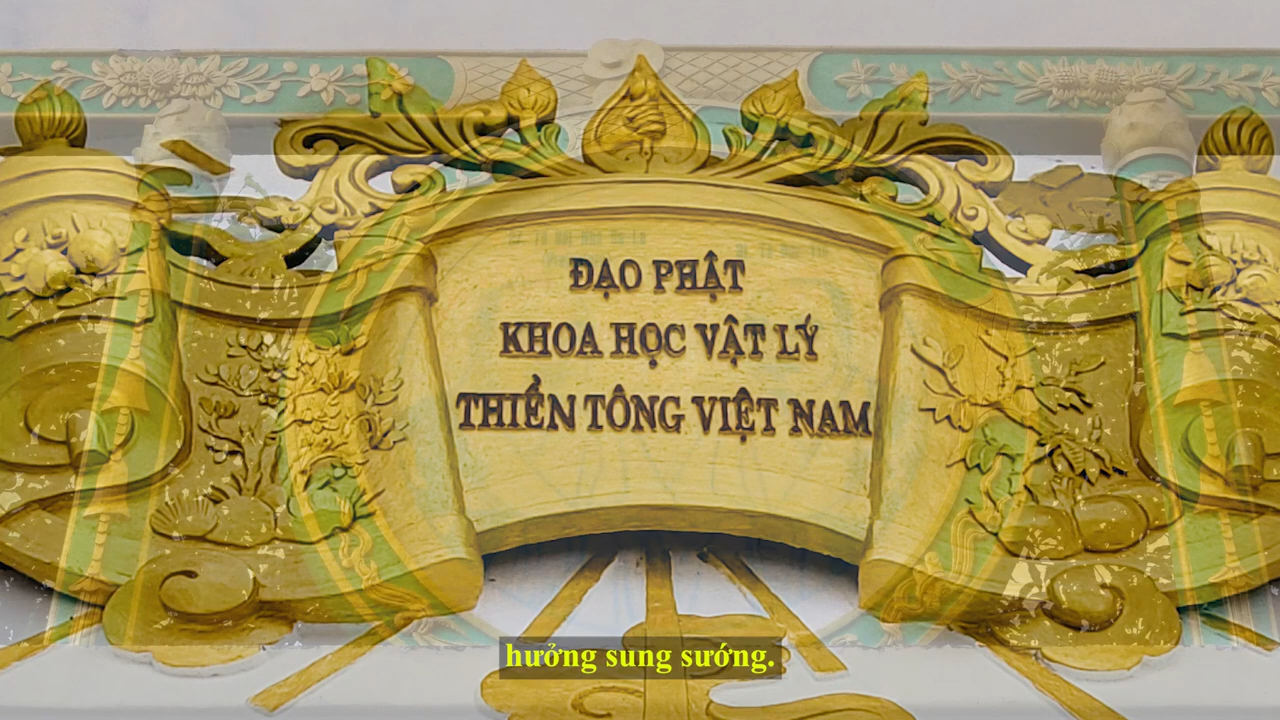 ĐẠO PHẬT
KHOA HỌC VẬT LÝ
THIỀN TÔNG VIỆT NAM
hưởng sung sướng.